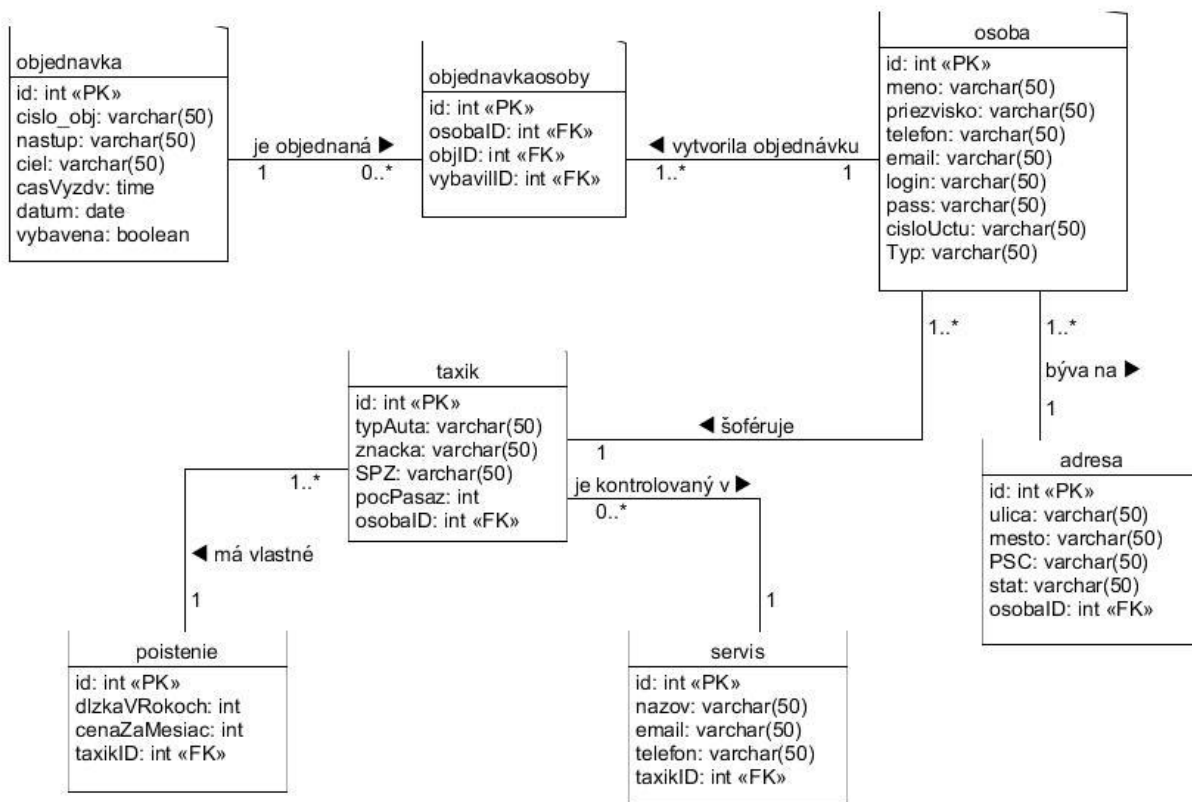 objednavka
id: int «PK»
cislo_obj: varchar(50)
nastup: varchar(50)
ciel: varchar(50)
casVyzdv: time
datum: date
vybavena: boolean
je objednaná ▶
1
0..*
objednavkaosoby
id: int «PK»
osobaID: int «FK»
objID: int «FK»
vybavilID: int «FK»
◀ vytvorila objednávku
1..*
1
osoba
id: int «PK»
meno: varchar(50)
priezvisko: varchar(50)
telefon: varchar(50)
email: varchar(50)
login: varchar(50)
pass: varchar(50)
cisloUctu: varchar(50)
Typ: varchar(50)
1..*
1..*
býva na ▶
1
◀ šoféruje
1
taxik
id: int «PK»
typAuta: varchar(50)
znacka: varchar(50)
SPZ: varchar(50)
pocPasaz: int
osobaID: int «FK»
1..*
je kontrolovaný v ▶
0..*
adresa
id: int «PK»
ulica: varchar(50)
mesto: varchar(50)
PSC: varchar(50)
stat: varchar(50)
osobaID: int «FK»
◀ má vlastné
1
1
poistenie
id: int «PK»
dlzkaVRokoch: int
cenaZaMesiac: int
taxikID: int «FK»
servis
id: int «PK»
nazov: varchar(50)
email: varchar(50)
telefon: varchar(50)
taxikID: int «FK»